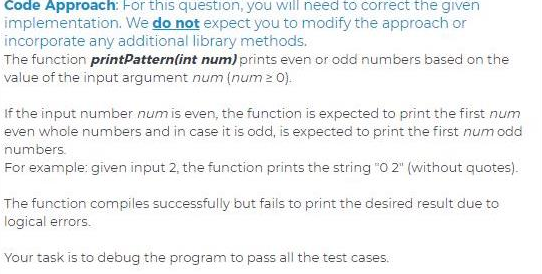 Code Approach: For this question, you will need to correct the given
implementation. We do not expect you to modify the approach or
incorporate any additional library methods.
The function printPattern(int num) prints even or odd numbers based on the
value of the input argument num (num ≥ 0).
If the input number num is even, the function is expected to print the first num
even whole numbers and in case it is odd, is expected to print the first num odd
numbers.
For example: given input 2, the function prints the string "0 2" (without quotes).
The function compiles successfully but fails to print the desired result due to
logical errors.
Your task is to debug the program to pass all the test cases.